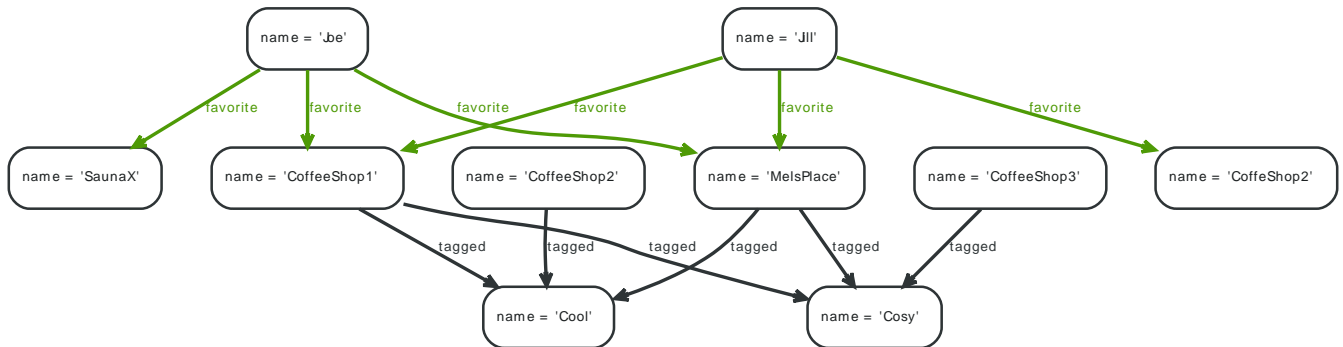 name = 'Joe'
name = 'Jill'
favorite
favorite
favorite
favorite
favorite
favorite
name = 'SaunaX'
name = 'CoffeeShop1'
name = 'CoffeeShop2'
name = 'MelsPlace'
name = 'CoffeeShop3'
name = 'CoffeShop2'
tagged
tagged
tagged
tagged
tagged
tagged
name = 'Cool'
name = 'Cosy'